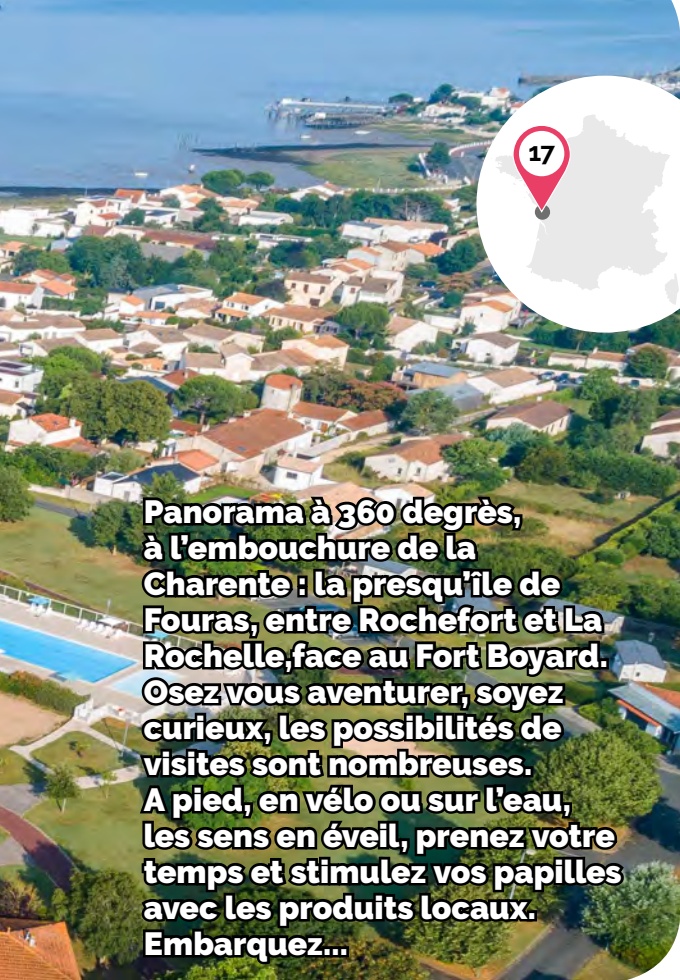 17
Panorama à 360 degrès,
à l’embouchure de la
Charente : la presqu’île de
Fouras, entre Rochefort et La
Rochelle,face au Fort Boyard.
Osez vous aventurer, soyez
curieux, les possibilités de
visites sont nombreuses.
A pied, en vélo ou sur l’eau,
les sens en éveil, prenez votre
temps et stimulez vos papilles
avec les produits locaux.
Embarquez...